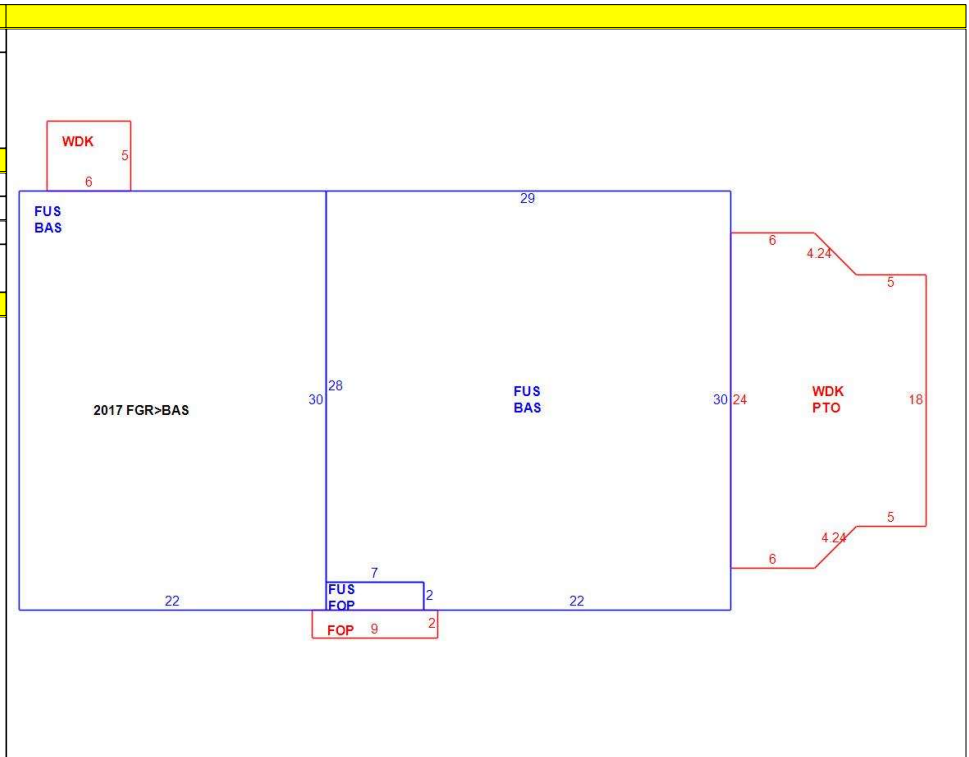 WDK
5
6
29
FUS
BAS
6
4.24
5
28
30
FUS
BAS
30
24
WDK
PTO
18
2017 FGR>BAS
5
4.24
6
7
FUS
FOP
2
22
22
FOP
9
2